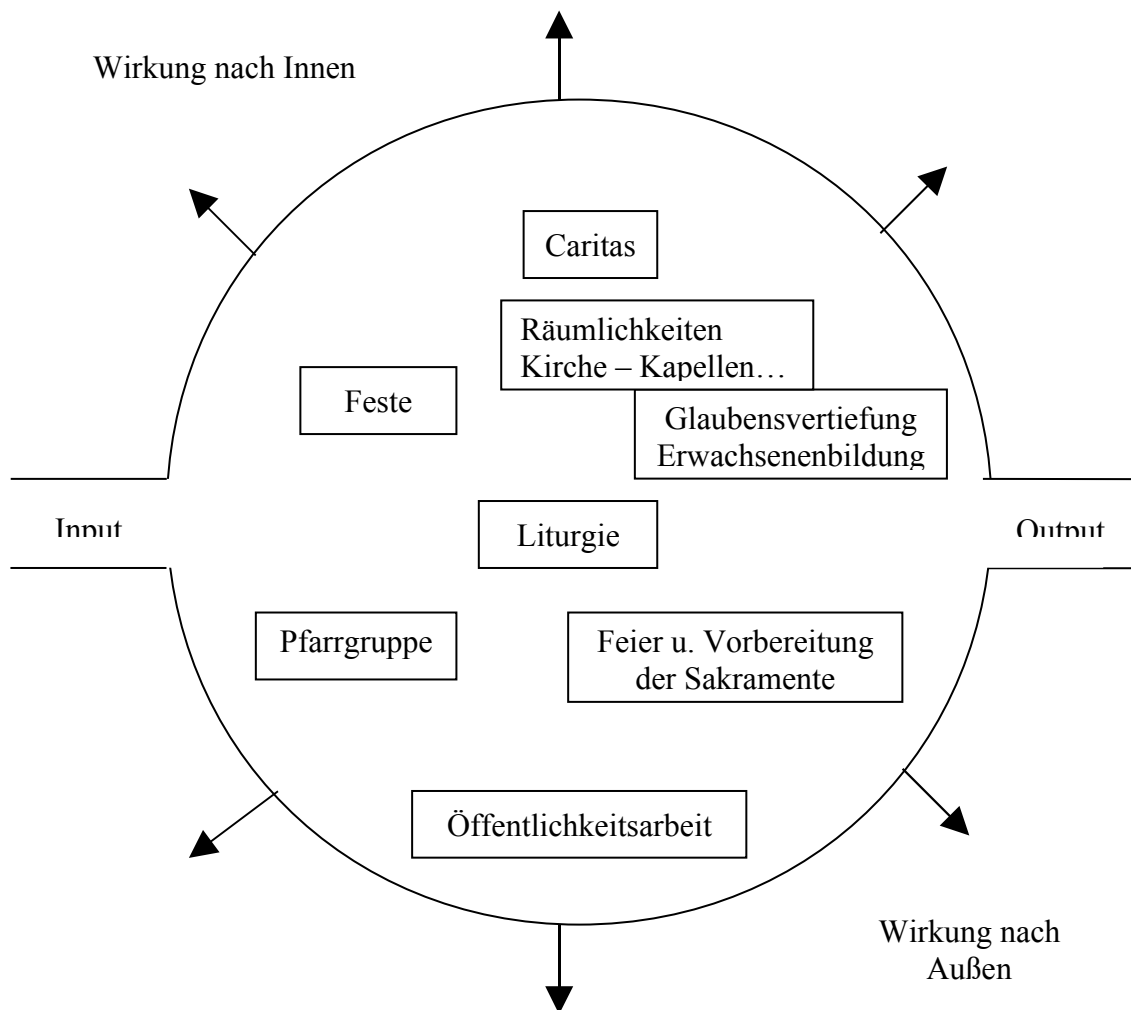 Wirkung nach Innen
Caritas
Räumlichkeiten
Kirche – Kapellen…
Feste
Glaubensvertiefung
Erwachsenenbildung
Input
Liturgie
Output
Pfarrgruppe
Feier u. Vorbereitung
der Sakramente
Öffentlichkeitsarbeit
Wirkung nach
Außen